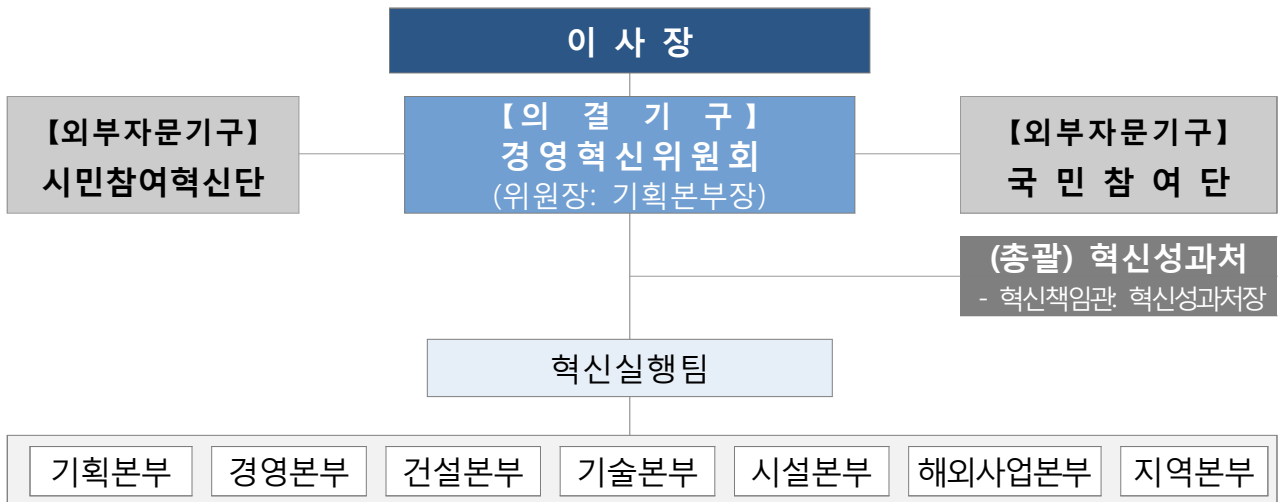 이 사 장
【외부자문기구】
시민참여혁신단
【의 결 기 구】
경영혁신위원회
(위원장: 기획본부장)
【외부자문기구】
국 민 참 여 단
(총괄) 혁신성과처
- 혁신책임관: 혁신성과처장
혁신실행팀
기획본부 경영본부 건설본부 기술본부 시설본부 해외사업본부 지역본부